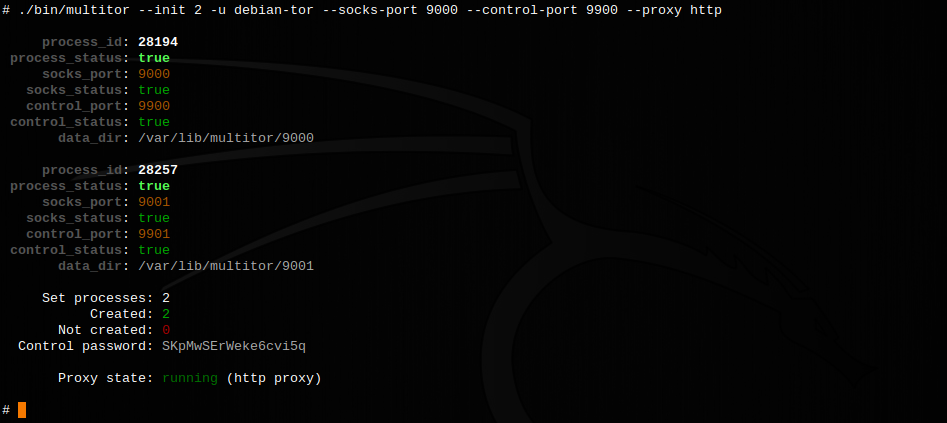 # ./bin/multitor --init 2 -u debian-tor --socks-port 9000 --control-port 9900 --proxy http
process_id: 28194
process_status: true
socks_port: 9000
socks_status: true
control_port: 9900
control_status: true
data_dir: /var/lib/multitor/9000
process_id: 28257
process_status: true
socks_port: 9001
socks_status: true
control_port: 9901
control_status: true
data_dir: /var/lib/multitor/9001
Set processes: 2
Created: 2
Not created: 0
Control password: SKpMwSErWeke6cvi5q
Proxy state: running (http proxy)
#